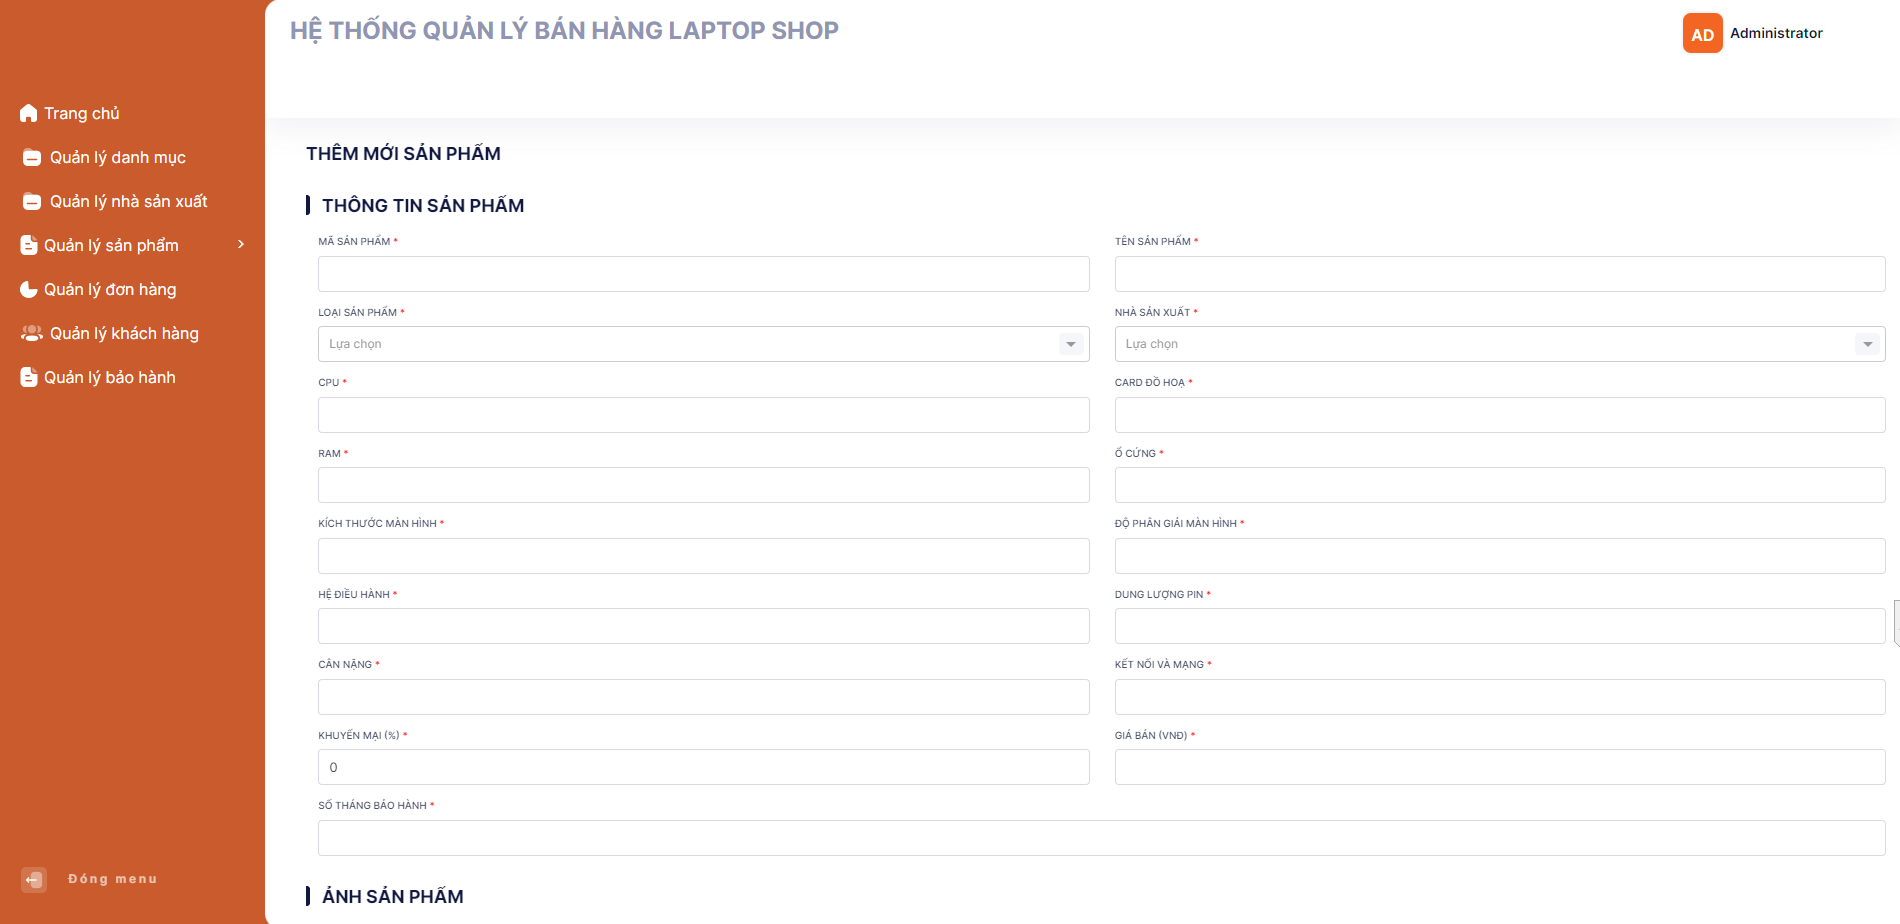 HỆ THỐNG QUẢN LÝ BÁN HÀNG LAPTOP SHOP
AD Administrator
Trang chủ
Quản lý danh mục
Quản lý nhà sản xuất
Quản lý sản phẩm
Quản lý đơn hàng
Quản lý khách hàng
Quản lý bảo hành
Đóng menu
THÊM MỚI SẢN PHẨM
THÔNG TIN SẢN PHẨM
MÃ SẢN PHẨM *
TÊN SẢN PHẨM *
LOẠI SẢN PHẨM *
NHÀ SẢN XUẤT *
Lựa chọn
Lựa chọn
CPU *
CARD ĐỒ HOẠ *
RAM *
Ổ CỨNG *
KÍCH THƯỚC MÀN HÌNH *
ĐỘ PHÂN GIẢI MÀN HÌNH *
HỆ ĐIỀU HÀNH *
DUNG LƯỢNG PIN *
CÂN NẶNG *
KẾT NỐI VÀ MẠNG *
KHUYẾN MẠI (%) *
GIÁ BÁN (VNĐ) *
0
SỐ THÁNG BẢO HÀNH *
ẢNH SẢN PHẨM